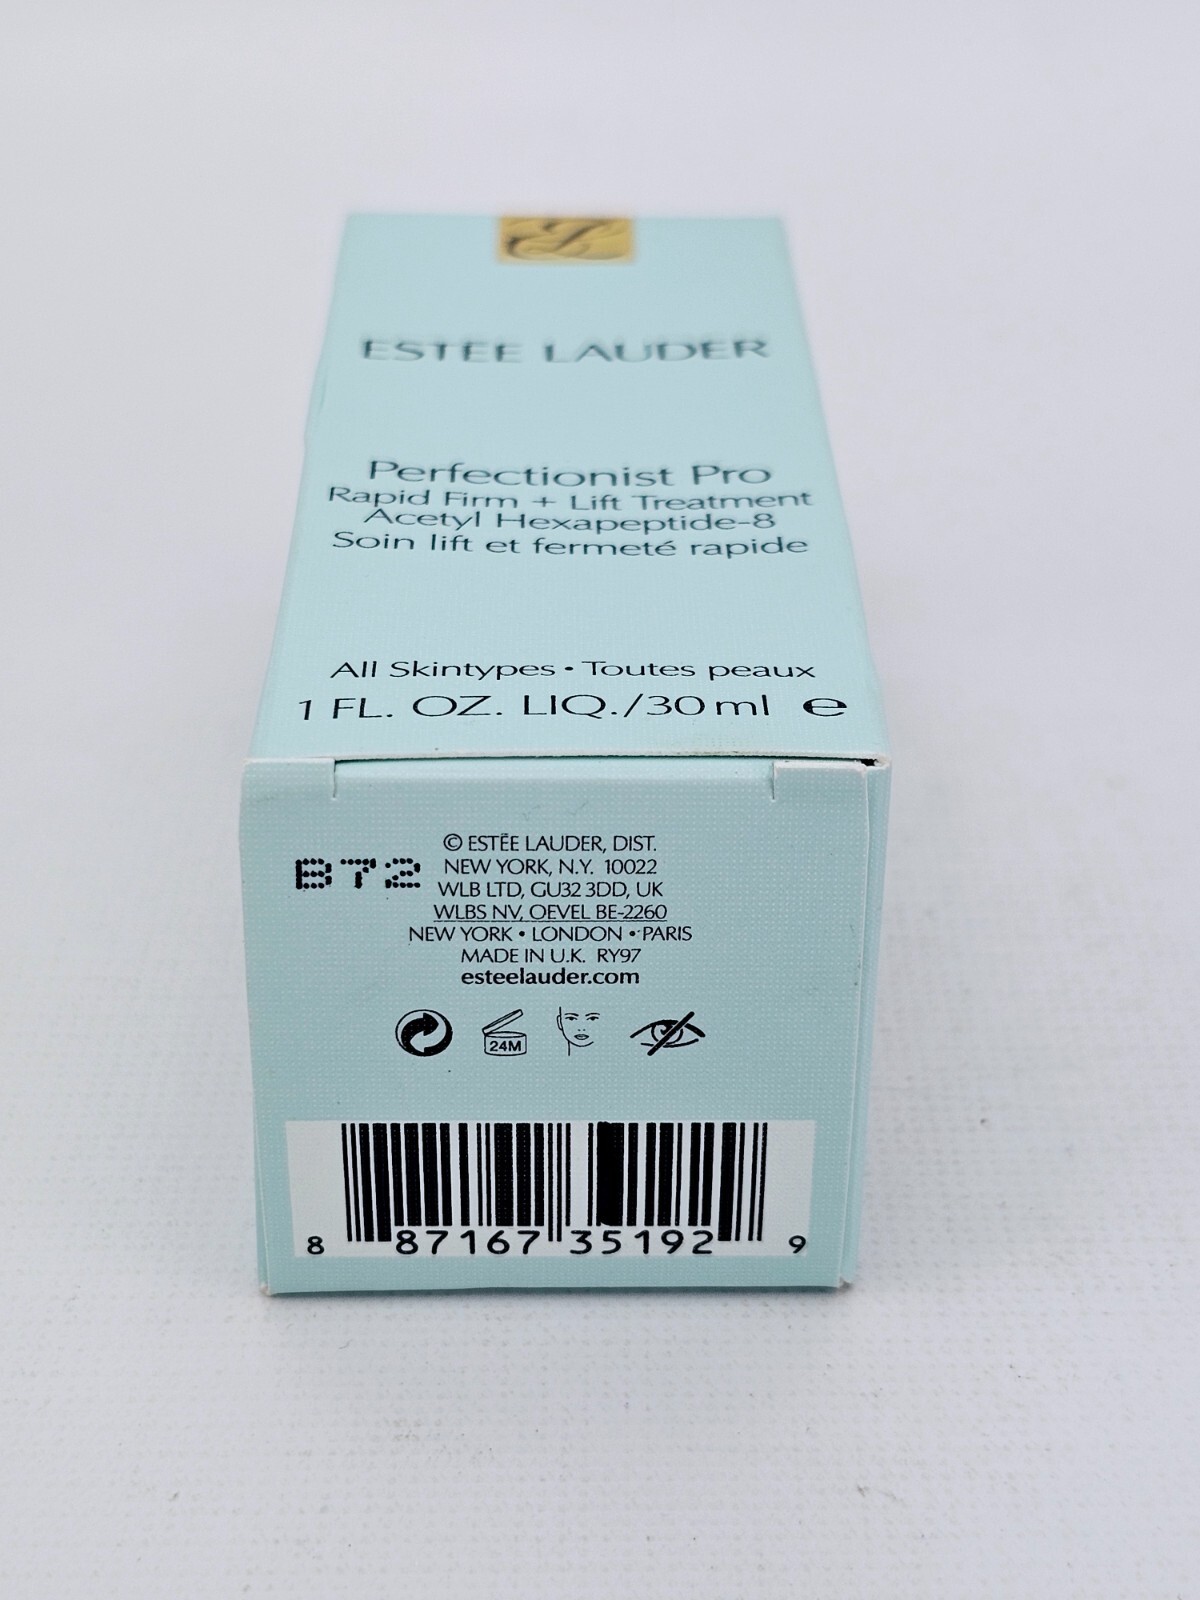 ESTĒE LAUDER
Perfectionist Pro
Rapid Firm + Lift Treatment
Acetyl Hexapeptide-8
Soin lift et fermeté rapide
All Skintypes • Toutes peaux
1 FL. OZ. LIQ./30 ml e
B72
© ESTĒE LAUDER, DIST.
NEW YORK, N.Y. 10022
WLB LTD, GU32 3DD, UK
WLBS NV, OEVEL BE-2260
NEW YORK • LONDON • PARIS
MADE IN U.K. RY97
esteelauder.com
24M
8 87167 35192 9